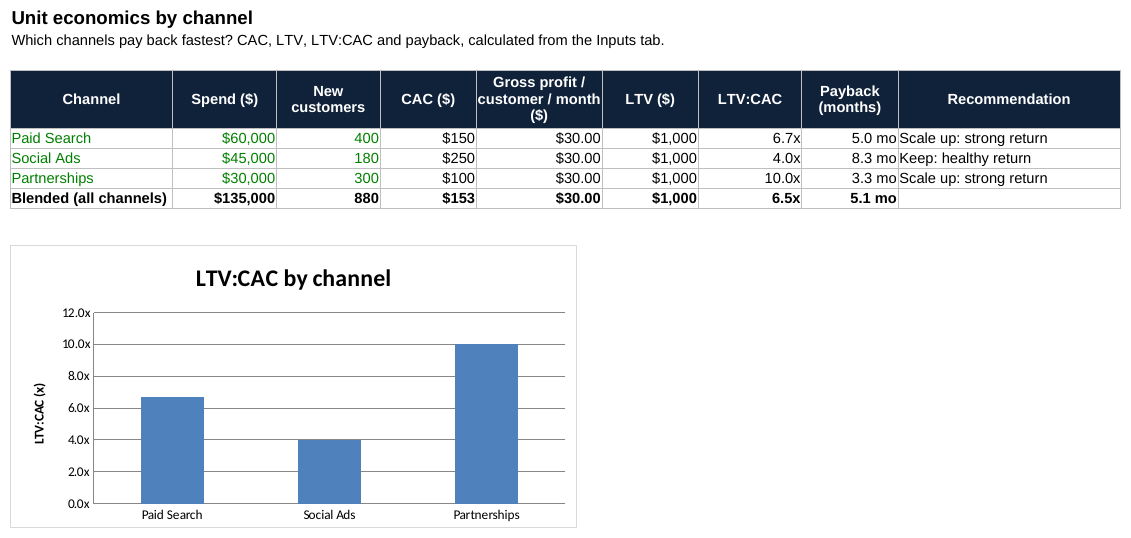 Unit economics by channel
Which channels pay back fastest? CAC, LTV, LTV:CAC and payback, calculated from the Inputs tab.
Channel Spend ($) New customers CAC ($) Gross profit / customer / month ($) LTV ($) LTV:CAC Payback (months) Recommendation
Paid Search $60,000 400 $150 $30.00 $1,000 6.7x 5.0 mo Scale up: strong return
Social Ads $45,000 180 $250 $30.00 $1,000 4.0x 8.3 mo Keep: healthy return
Partnerships $30,000 300 $100 $30.00 $1,000 10.0x 3.3 mo Scale up: strong return
Blended (all channels) $135,000 880 $153 $30.00 $1,000 6.5x 5.1 mo
LTV:CAC by channel
LTV:CAC (x)
12.0x
10.0x
8.0x
6.0x
4.0x
2.0x
0.0x
Paid Search Social Ads Partnerships